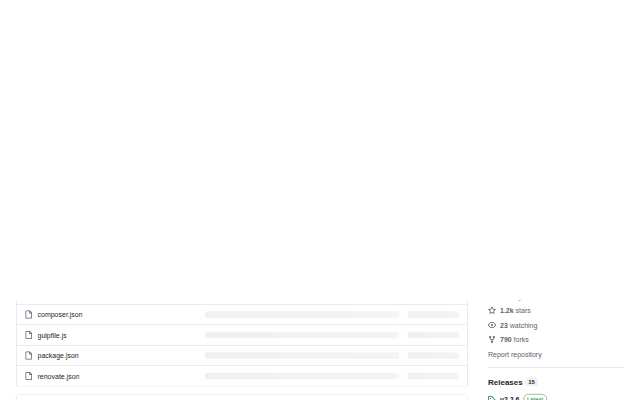 composer.json
gulpfile.js
package.json
renovate.json
1.2k stars
23 watching
790 forks
Report repository
Releases 15